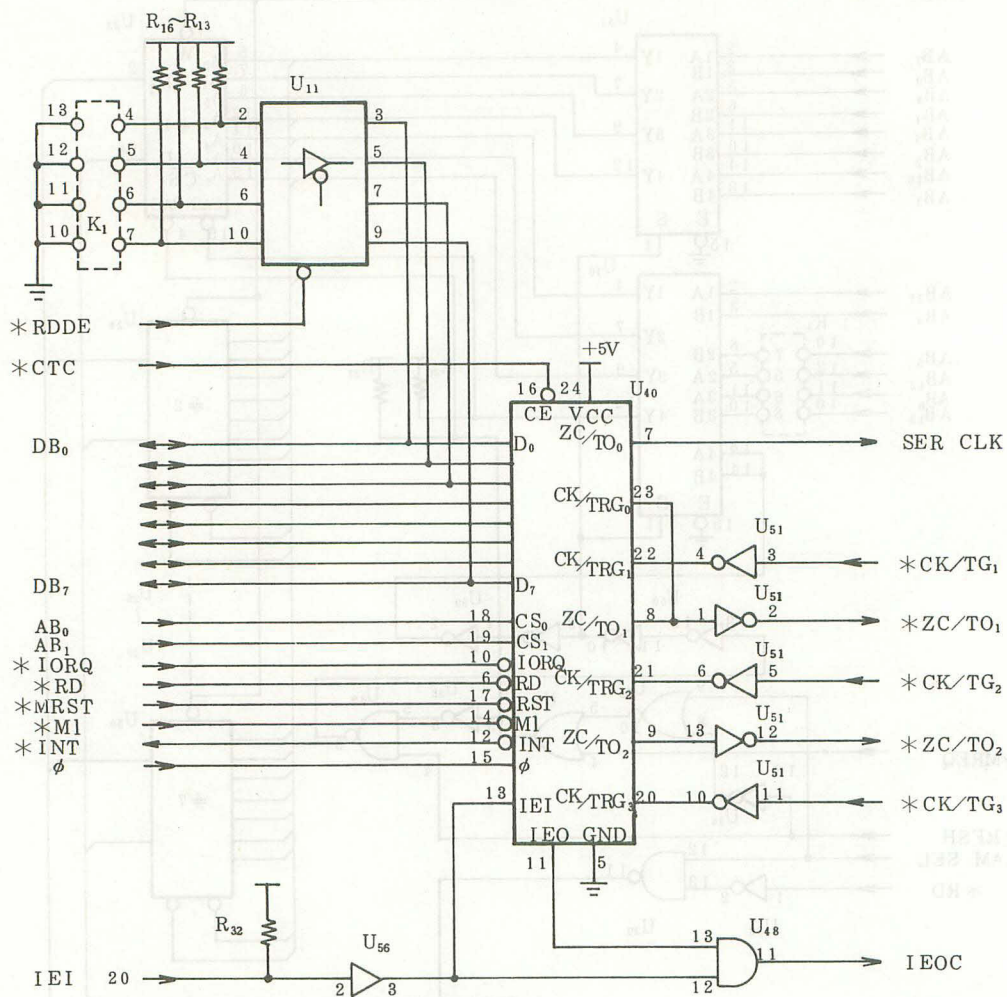 R₁₆~R₁₃
U₁₁
13 4 2 3
12 5 4 5
11 6 6 7
K₁
10 7 10 9
*RDDE
*CTC
+5V
16 24 U₄₀
CE VCC
DB₀ D₀ ZC/TO₀ 7 SER CLK
CK/TRG₀ 23
U₅₁
CK/TRG₁ 22 4 3 *CK/TG₁
DB₇ D₇
U₅₁
AB₀ 18 CS₀ ZC/TO₁ 8 1 2 *ZC/TO₁
AB₁ 19 CS₁
*IORQ 10 IORQ
U₅₁
*RD 6 RD CK/TRG₂ 21 6 5 *CK/TG₂
*MRST 17 RST
*M1 14 M1
U₅₁
*INT 12 INT ZC/TO₂ 9 13 12 *ZC/TO₂
φ 15 φ
U₅₁
13 IEI CK/TRG₃ 20 10 11 *CK/TG₃
IEO GND
11 5
R₃₂
U₅₆
U₄₈
13 11 IEOC
IEI 20 2 3 12